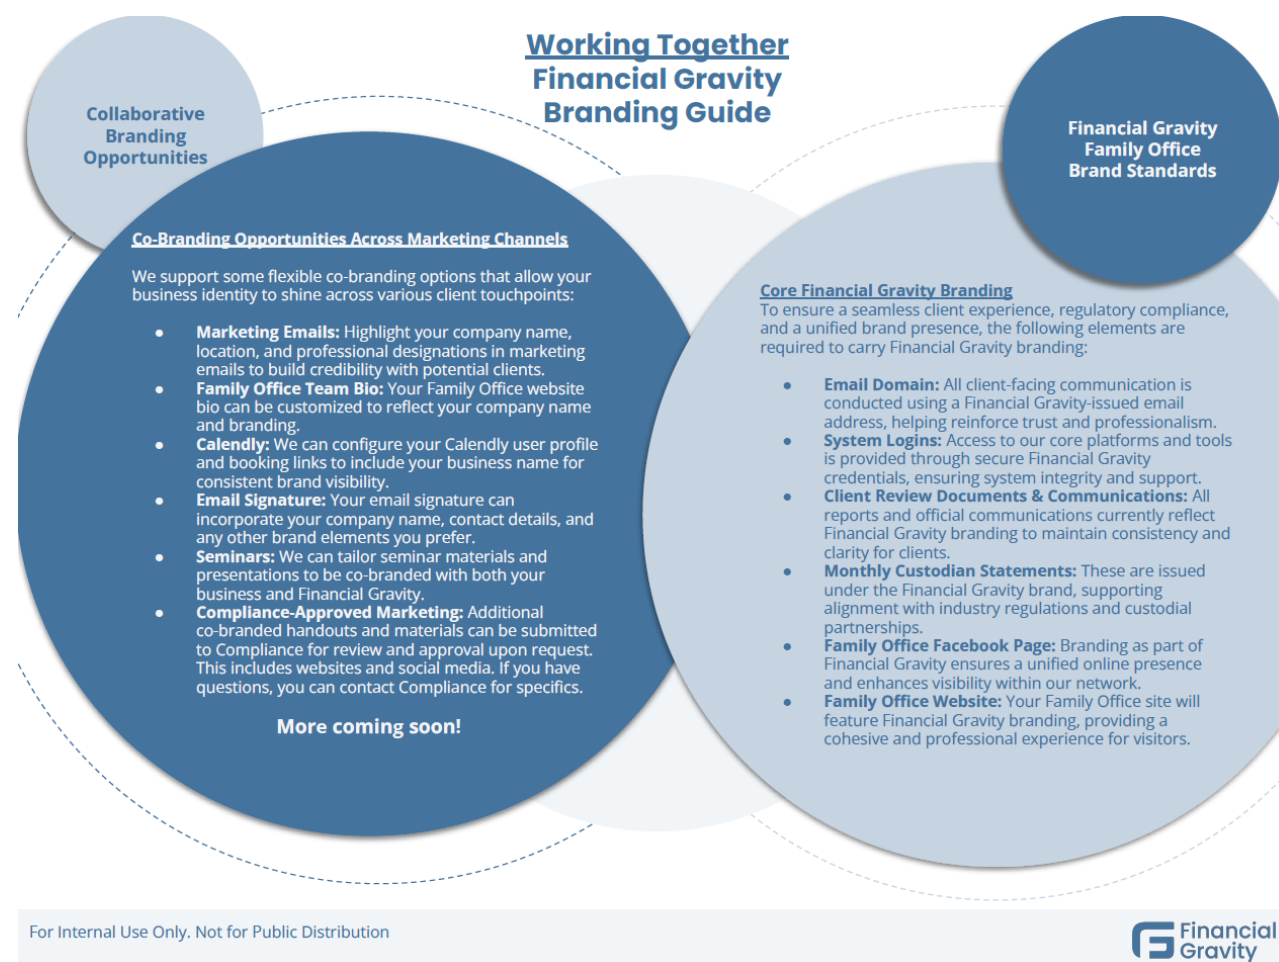 Working Together
Financial Gravity
Branding Guide
Collaborative
Branding
Opportunities
Financial Gravity
Family Office
Brand Standards
Co-Branding Opportunities Across Marketing Channels
We support some flexible co-branding options that allow your
business identity to shine across various client touchpoints:
● Marketing Emails: Highlight your company name,
location, and professional designations in marketing
emails to build credibility with potential clients.
● Family Office Team Bio: Your Family Office website
bio can be customized to reflect your company name
and branding.
● Calendly: We can configure your Calendly user profile
and booking links to include your business name for
consistent brand visibility.
● Email Signature: Your email signature can
incorporate your company name, contact details, and
any other brand elements you prefer.
● Seminars: We can tailor seminar materials and
presentations to be co-branded with both your
business and Financial Gravity.
● Compliance-Approved Marketing: Additional
co-branded handouts and materials can be submitted
to Compliance for review and approval upon request.
This includes websites and social media. If you have
questions, you can contact Compliance for specifics.
More coming soon!
Core Financial Gravity Branding
To ensure a seamless client experience, regulatory compliance,
and a unified brand presence, the following elements are
required to carry Financial Gravity branding:
● Email Domain: All client-facing communication is
conducted using a Financial Gravity-issued email
address, helping reinforce trust and professionalism.
● System Logins: Access to our core platforms and tools
is provided through secure Financial Gravity
credentials, ensuring system integrity and support.
● Client Review Documents & Communications: All
reports and official communications currently reflect
Financial Gravity branding to maintain consistency and
clarity for clients.
● Monthly Custodian Statements: These are issued
under the Financial Gravity brand, supporting
alignment with industry regulations and custodial
partnerships.
● Family Office Facebook Page: Branding as part of
Financial Gravity ensures a unified online presence
and enhances visibility within our network.
● Family Office Website: Your Family Office site will
feature Financial Gravity branding, providing a
cohesive and professional experience for visitors.
For Internal Use Only. Not for Public Distribution
Financial
Gravity